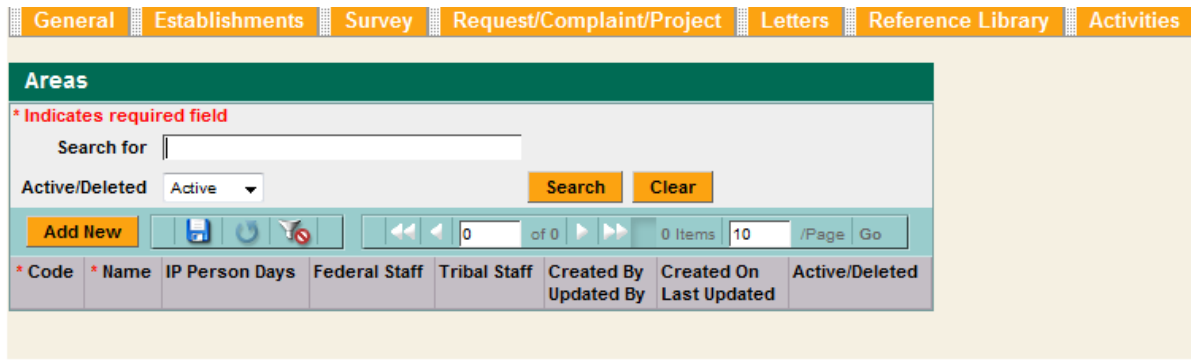 General Establishments Survey Request/Complaint/Project Letters Reference Library Activities
Areas
* Indicates required field
Search for
Active/Deleted Active Search Clear
Add New 0 of 0 0 Items 10 /Page Go
* Code * Name IP Person Days Federal Staff Tribal Staff Created By Created On Active/Deleted
Updated By Last Updated